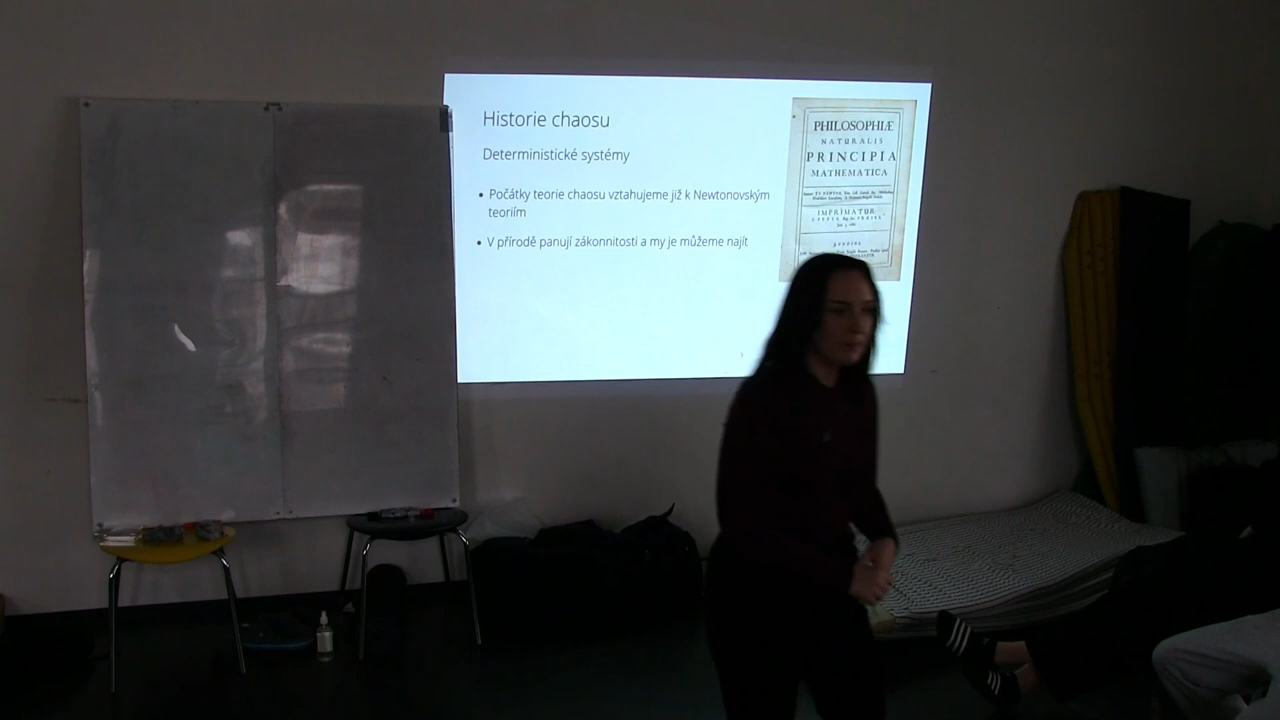 Historie chaosu
Deterministické systémy
• Počátky teorie chaosu vztahujeme již k Newtonovským
teoriím
• V přírodě panují zákonnitosti a my je můžeme najít
PHILOSOPHIÆ
NATURALIS
PRINCIPIA
MATHEMATICA
IMPRIMATUR